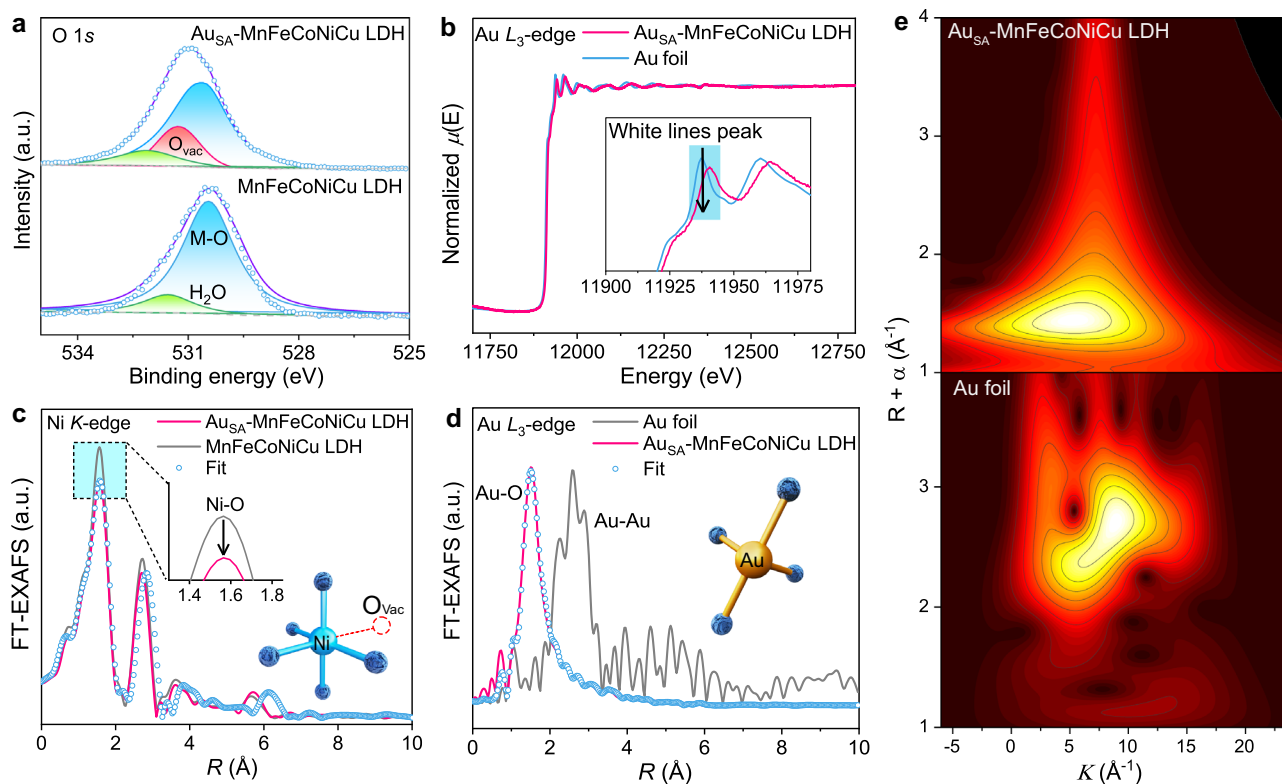 a
O 1s
Au_SA-MnFeCoNiCu LDH
O_vac
MnFeCoNiCu LDH
M-O
H₂O
Intensity (a.u.)
534 531 528 525
Binding energy (eV)
b
Au L₃-edge
Au_SA-MnFeCoNiCu LDH
Au foil
White lines peak
11900 11925 11950 11975
Normalized μ(E)
11750 12000 12250 12500 12750
Energy (eV)
c
Ni K-edge
Au_SA-MnFeCoNiCu LDH
MnFeCoNiCu LDH
Fit
Ni-O
1.4 1.6 1.8
O_Vac
Ni
FT-EXAFS (a.u.)
0 2 4 6 8 10
R (Å)
d
Au L₃-edge
Au foil
Au_SA-MnFeCoNiCu LDH
Fit
Au-O
Au-Au
Au
FT-EXAFS (a.u.)
0 2 4 6 8 10
R (Å)
e
Au_SA-MnFeCoNiCu LDH
4
3
2
1
Au foil
3
2
1
R + α (Å⁻¹)
-5 0 5 10 15 20
K (Å⁻¹)